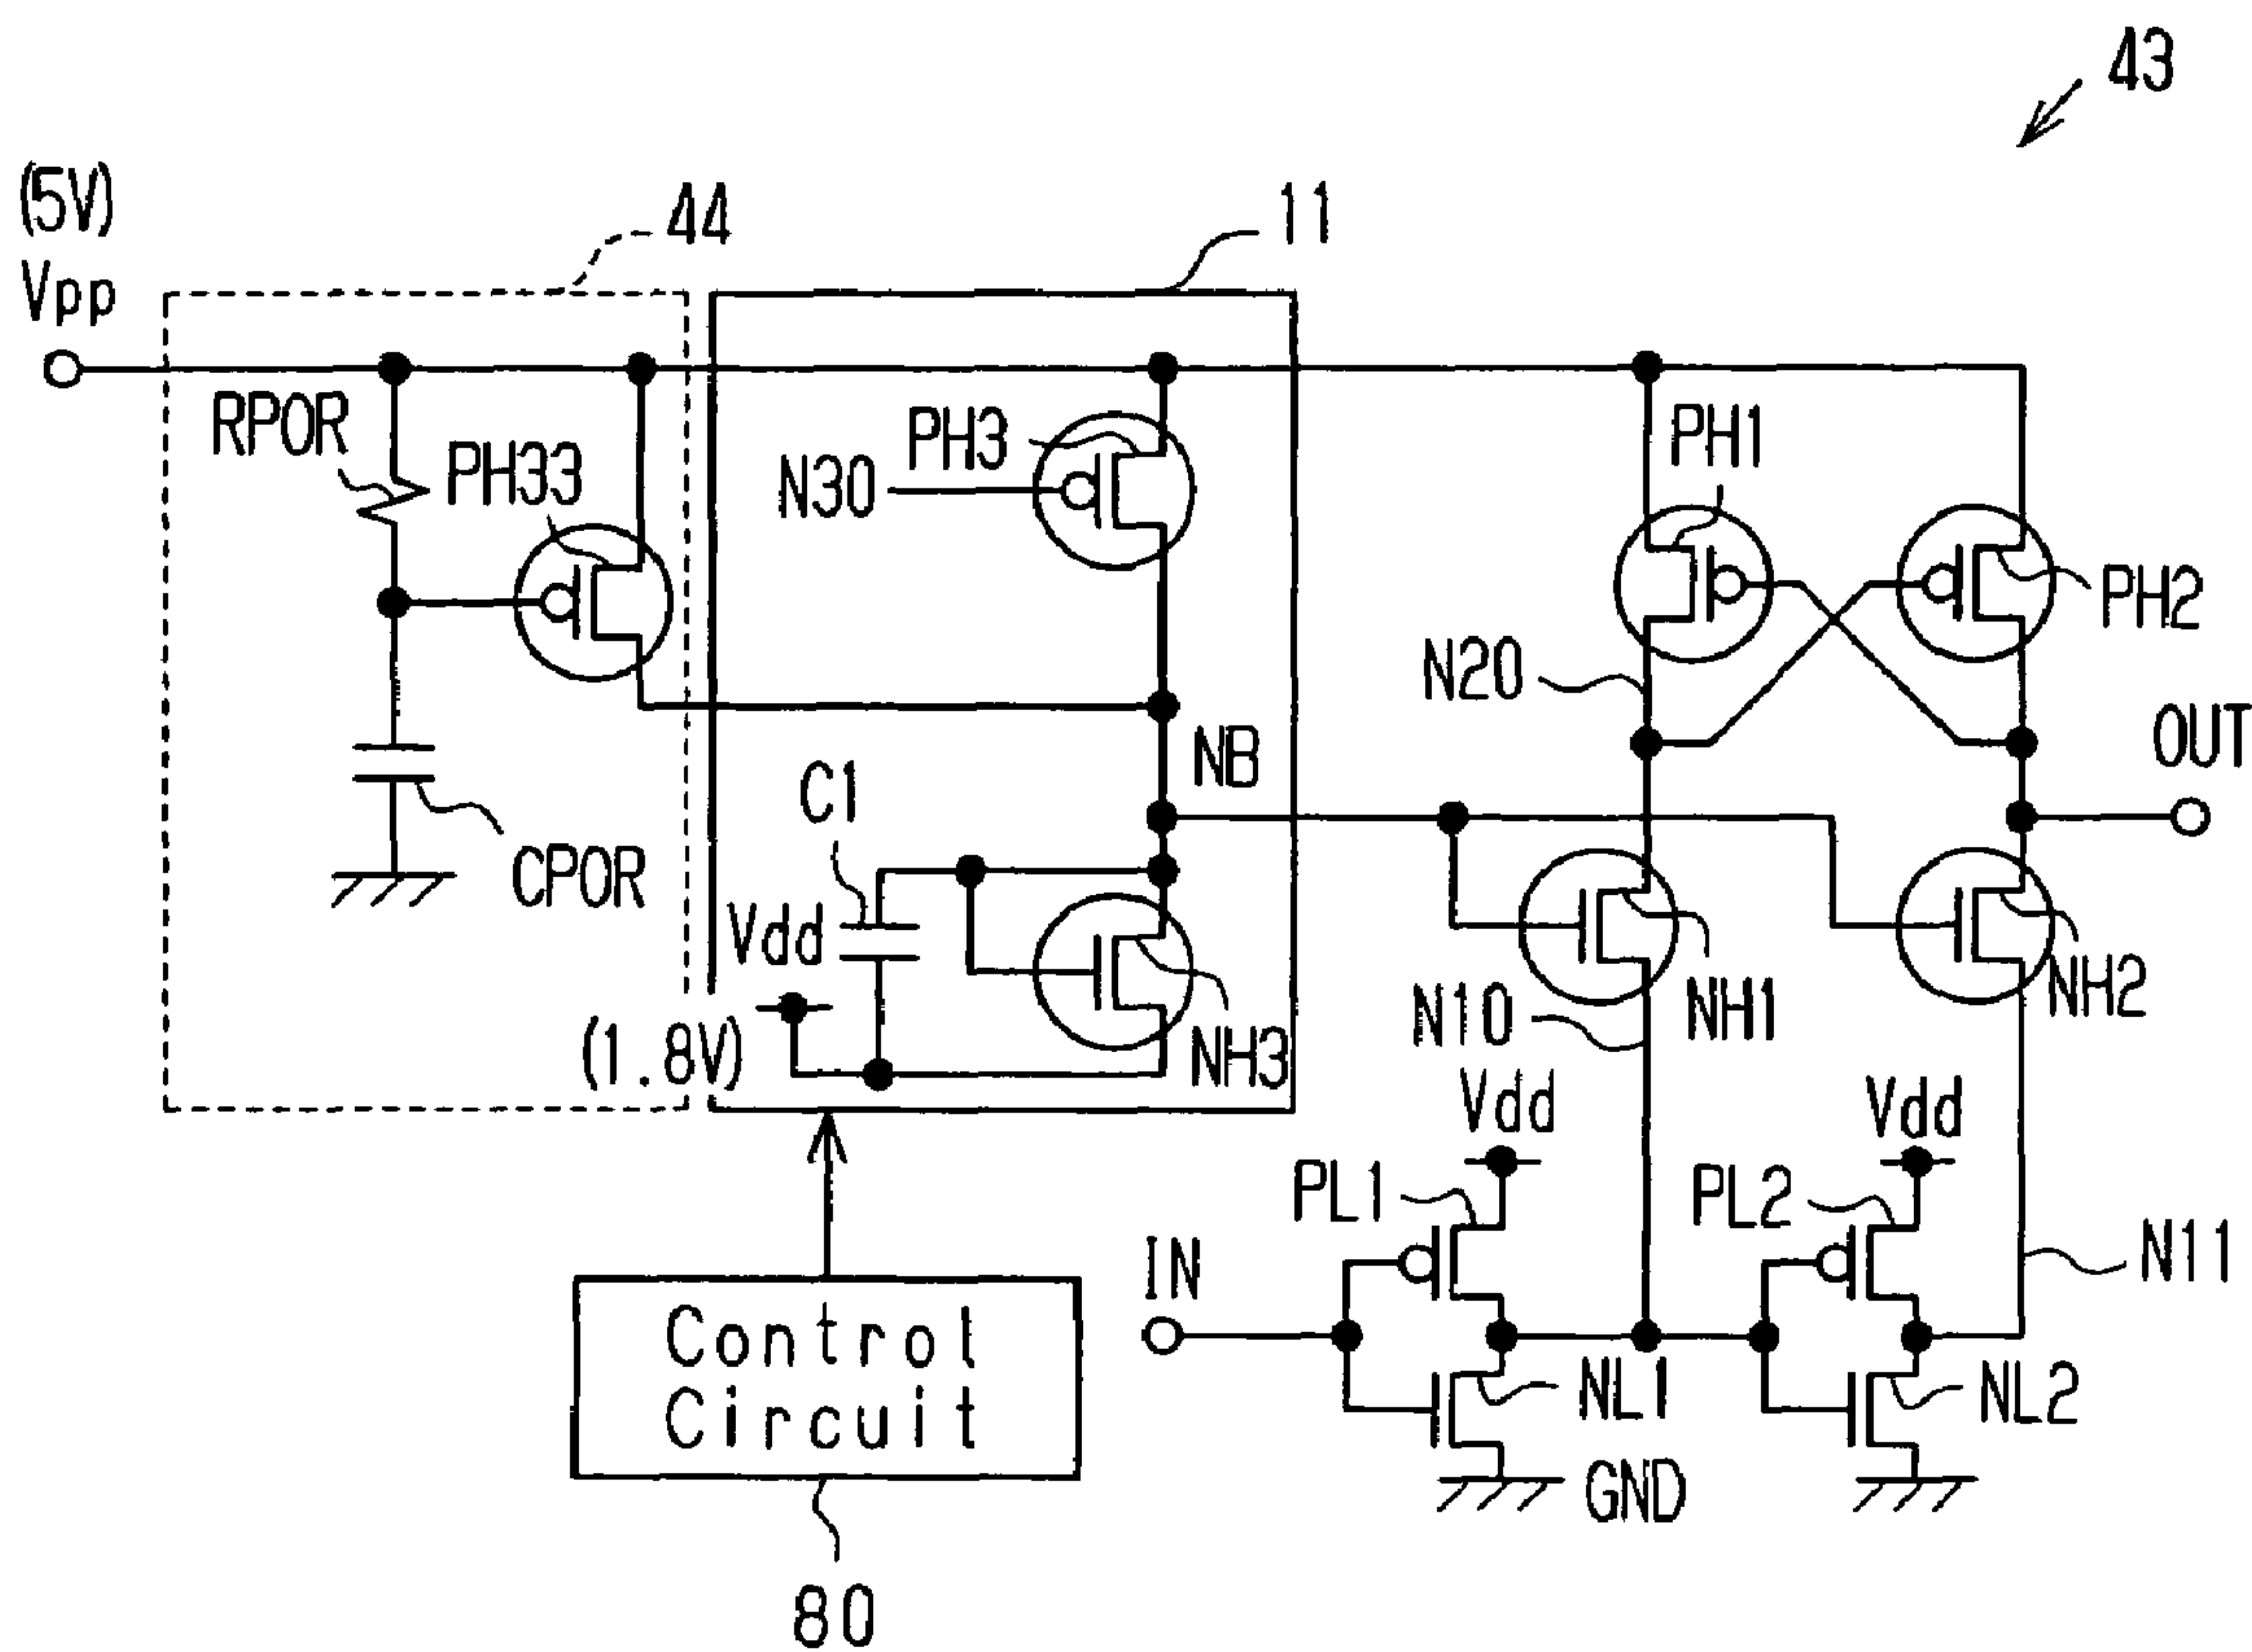 43
(5V)
Vpp
44
11
RPOR
PH33
PH3
N30
PH1
PH2
N20
OUT
NB
C1
CPOR
Vdd
(1.8V)
NH3
N10
NH1
NH2
Vdd
Vdd
PL1
PL2
N11
IN
NL1
NL2
GND
Control
Circuit
80